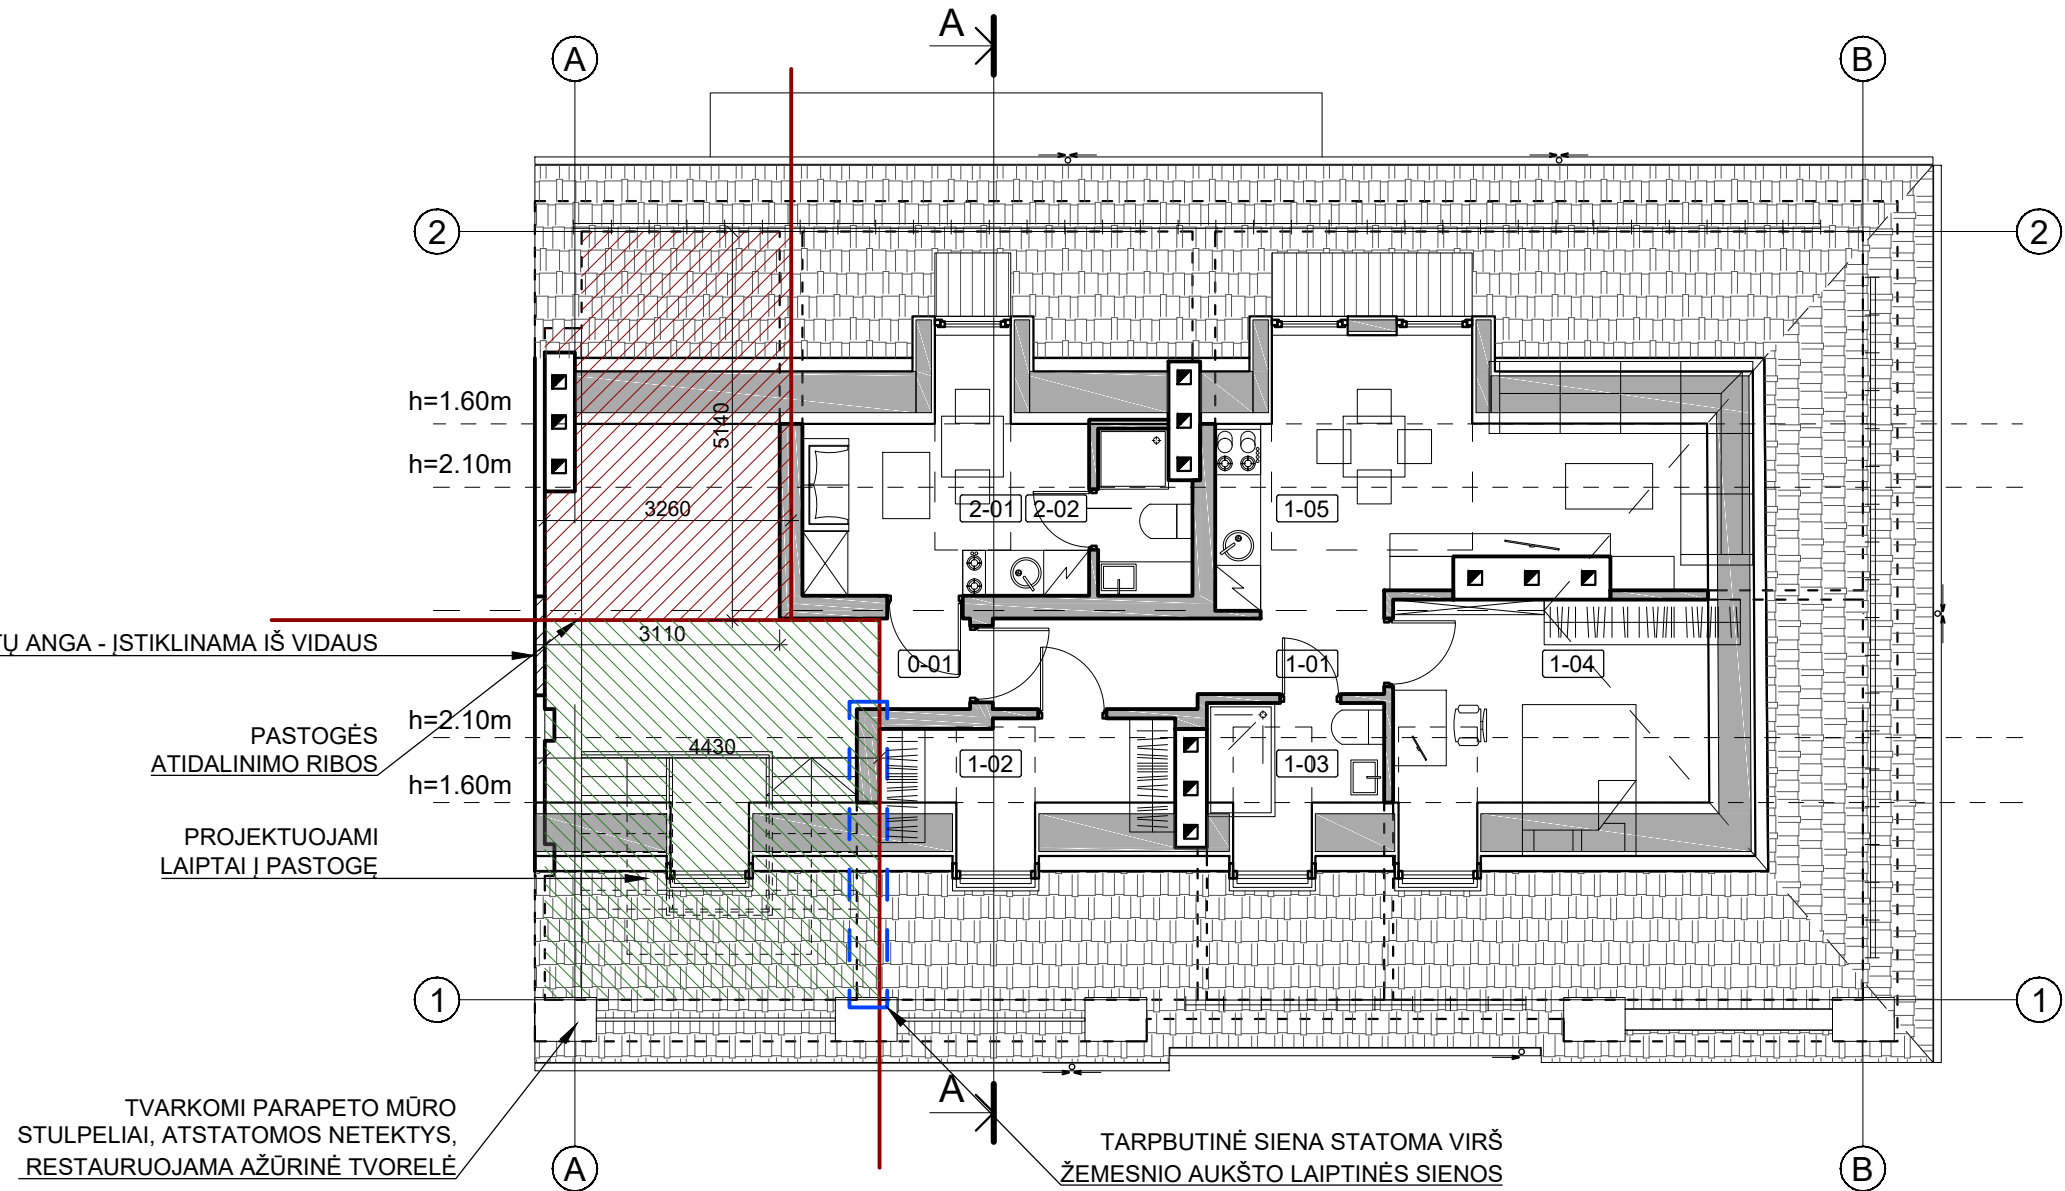 A
A
B
2
2
h=1.60m
5140
h=2.10m
3260
2-01
2-02
1-05
3110
Ų ANGA - ĮSTIKLINAMA IŠ VIDAUS
0-01
1-01
1-04
h=2.10m
PASTOGĖS
ATIDALINIMO RIBOS
4430
1-02
1-03
h=1.60m
PROJEKTUOJAMI
LAIPTAI Į PASTOGĘ
1
1
A
TVARKOMI PARAPETO MŪRO
STULPELIAI, ATSTATOMOS NETEKTYS,
RESTAURUOJAMA AŽŪRINĖ TVORELĖ
TARPBUTINĖ SIENA STATOMA VIRŠ
ŽEMESNIO AUKŠTO LAIPTINĖS SIENOS
A
B